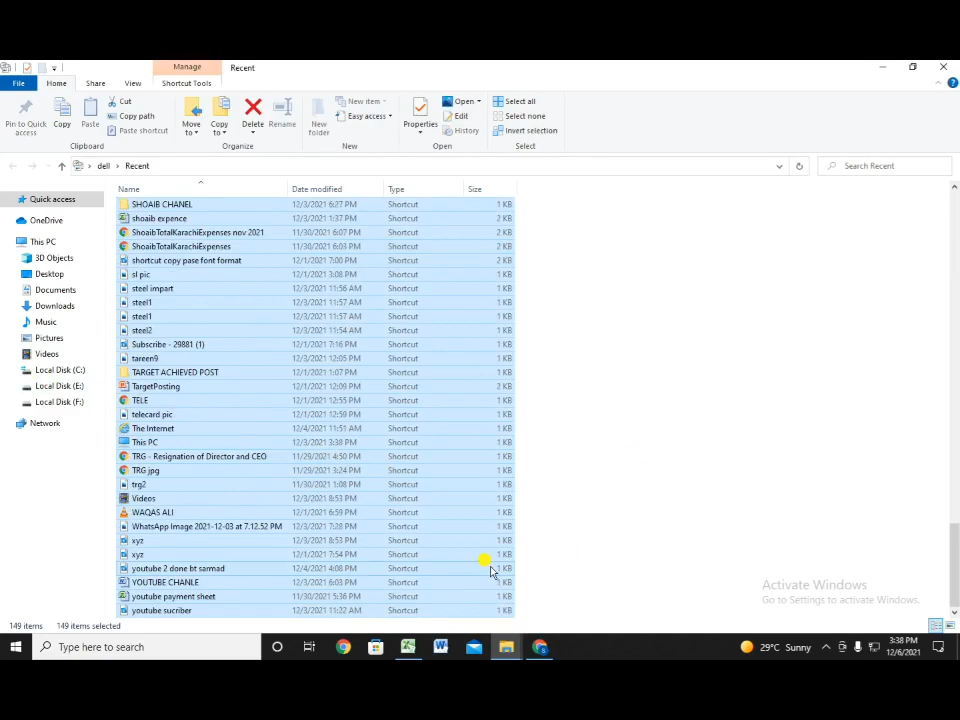 Manage
Recent
File
Home
Share
View
Shortcut Tools
Pin to Quick access
Copy
Paste
Cut
Copy path
Paste shortcut
Clipboard
Move to
Copy to
Delete
Rename
Organize
New folder
New item
Easy access
New
Properties
Open
Edit
History
Open
Select all
Select none
Invert selection
Select
dell > Recent
Search Recent
Quick access
OneDrive
This PC
3D Objects
Desktop
Documents
Downloads
Music
Pictures
Videos
Local Disk (C:)
Local Disk (E:)
Local Disk (F:)
Network
Name Date modified Type Size
SHOAIB CHANEL 12/3/2021 6:27 PM Shortcut 1 KB
shoaib expence 12/3/2021 1:37 PM Shortcut 2 KB
ShoaibTotalKarachiExpenses nov 2021 11/30/2021 6:07 PM Shortcut 2 KB
ShoaibTotalKarachiExpenses 11/30/2021 6:03 PM Shortcut 2 KB
shortcut copy pase font format 12/1/2021 7:00 PM Shortcut 2 KB
sl pic 12/1/2021 3:08 PM Shortcut 1 KB
steel impart 12/3/2021 11:56 AM Shortcut 1 KB
steel1 12/3/2021 11:57 AM Shortcut 1 KB
steel1 12/3/2021 11:57 AM Shortcut 1 KB
steel2 12/3/2021 11:54 AM Shortcut 1 KB
Subscribe - 29881 (1) 12/1/2021 7:16 PM Shortcut 1 KB
tareen9 12/3/2021 12:05 PM Shortcut 1 KB
TARGET ACHIEVED POST 12/1/2021 1:07 PM Shortcut 1 KB
TargetPosting 12/1/2021 12:09 PM Shortcut 2 KB
TELE 12/1/2021 12:55 PM Shortcut 1 KB
telecard pic 12/1/2021 12:59 PM Shortcut 1 KB
The Internet 12/4/2021 11:51 AM Shortcut 1 KB
This PC 12/3/2021 3:38 PM Shortcut 1 KB
TRG - Resignation of Director and CEO 11/29/2021 4:50 PM Shortcut 1 KB
TRG jpg 11/29/2021 3:24 PM Shortcut 1 KB
trg2 11/30/2021 1:08 PM Shortcut 1 KB
Videos 12/3/2021 8:53 PM Shortcut 1 KB
WAQAS ALI 12/1/2021 6:59 PM Shortcut 1 KB
WhatsApp Image 2021-12-03 at 7.12.52 PM 12/3/2021 7:28 PM Shortcut 1 KB
xyz 12/3/2021 8:53 PM Shortcut 1 KB
xyz 12/1/2021 7:54 PM Shortcut 1 KB
youtube 2 done bt sarmad 12/4/2021 4:08 PM Shortcut 1 KB
YOUTUBE CHANLE 12/3/2021 6:03 PM Shortcut 1 KB
youtube payment sheet 11/30/2021 5:36 PM Shortcut 1 KB
youtube sucriber 12/3/2021 11:22 AM Shortcut 1 KB
Activate Windows
Go to Settings to activate Windows.
149 items 149 items selected
Type here to search
29°C Sunny
3:38 PM
12/6/2021